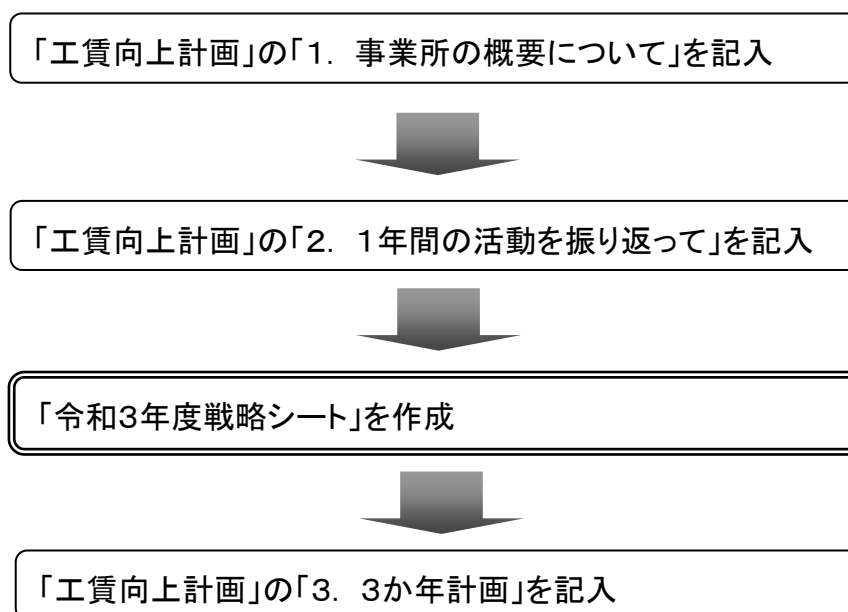 「工賃向上計画」の「1. 事業所の概要について」を記入
「工賃向上計画」の「2. 1年間の活動を振り返って」を記入
「令和3年度戦略シート」を作成
「工賃向上計画」の「3. 3か年計画」を記入